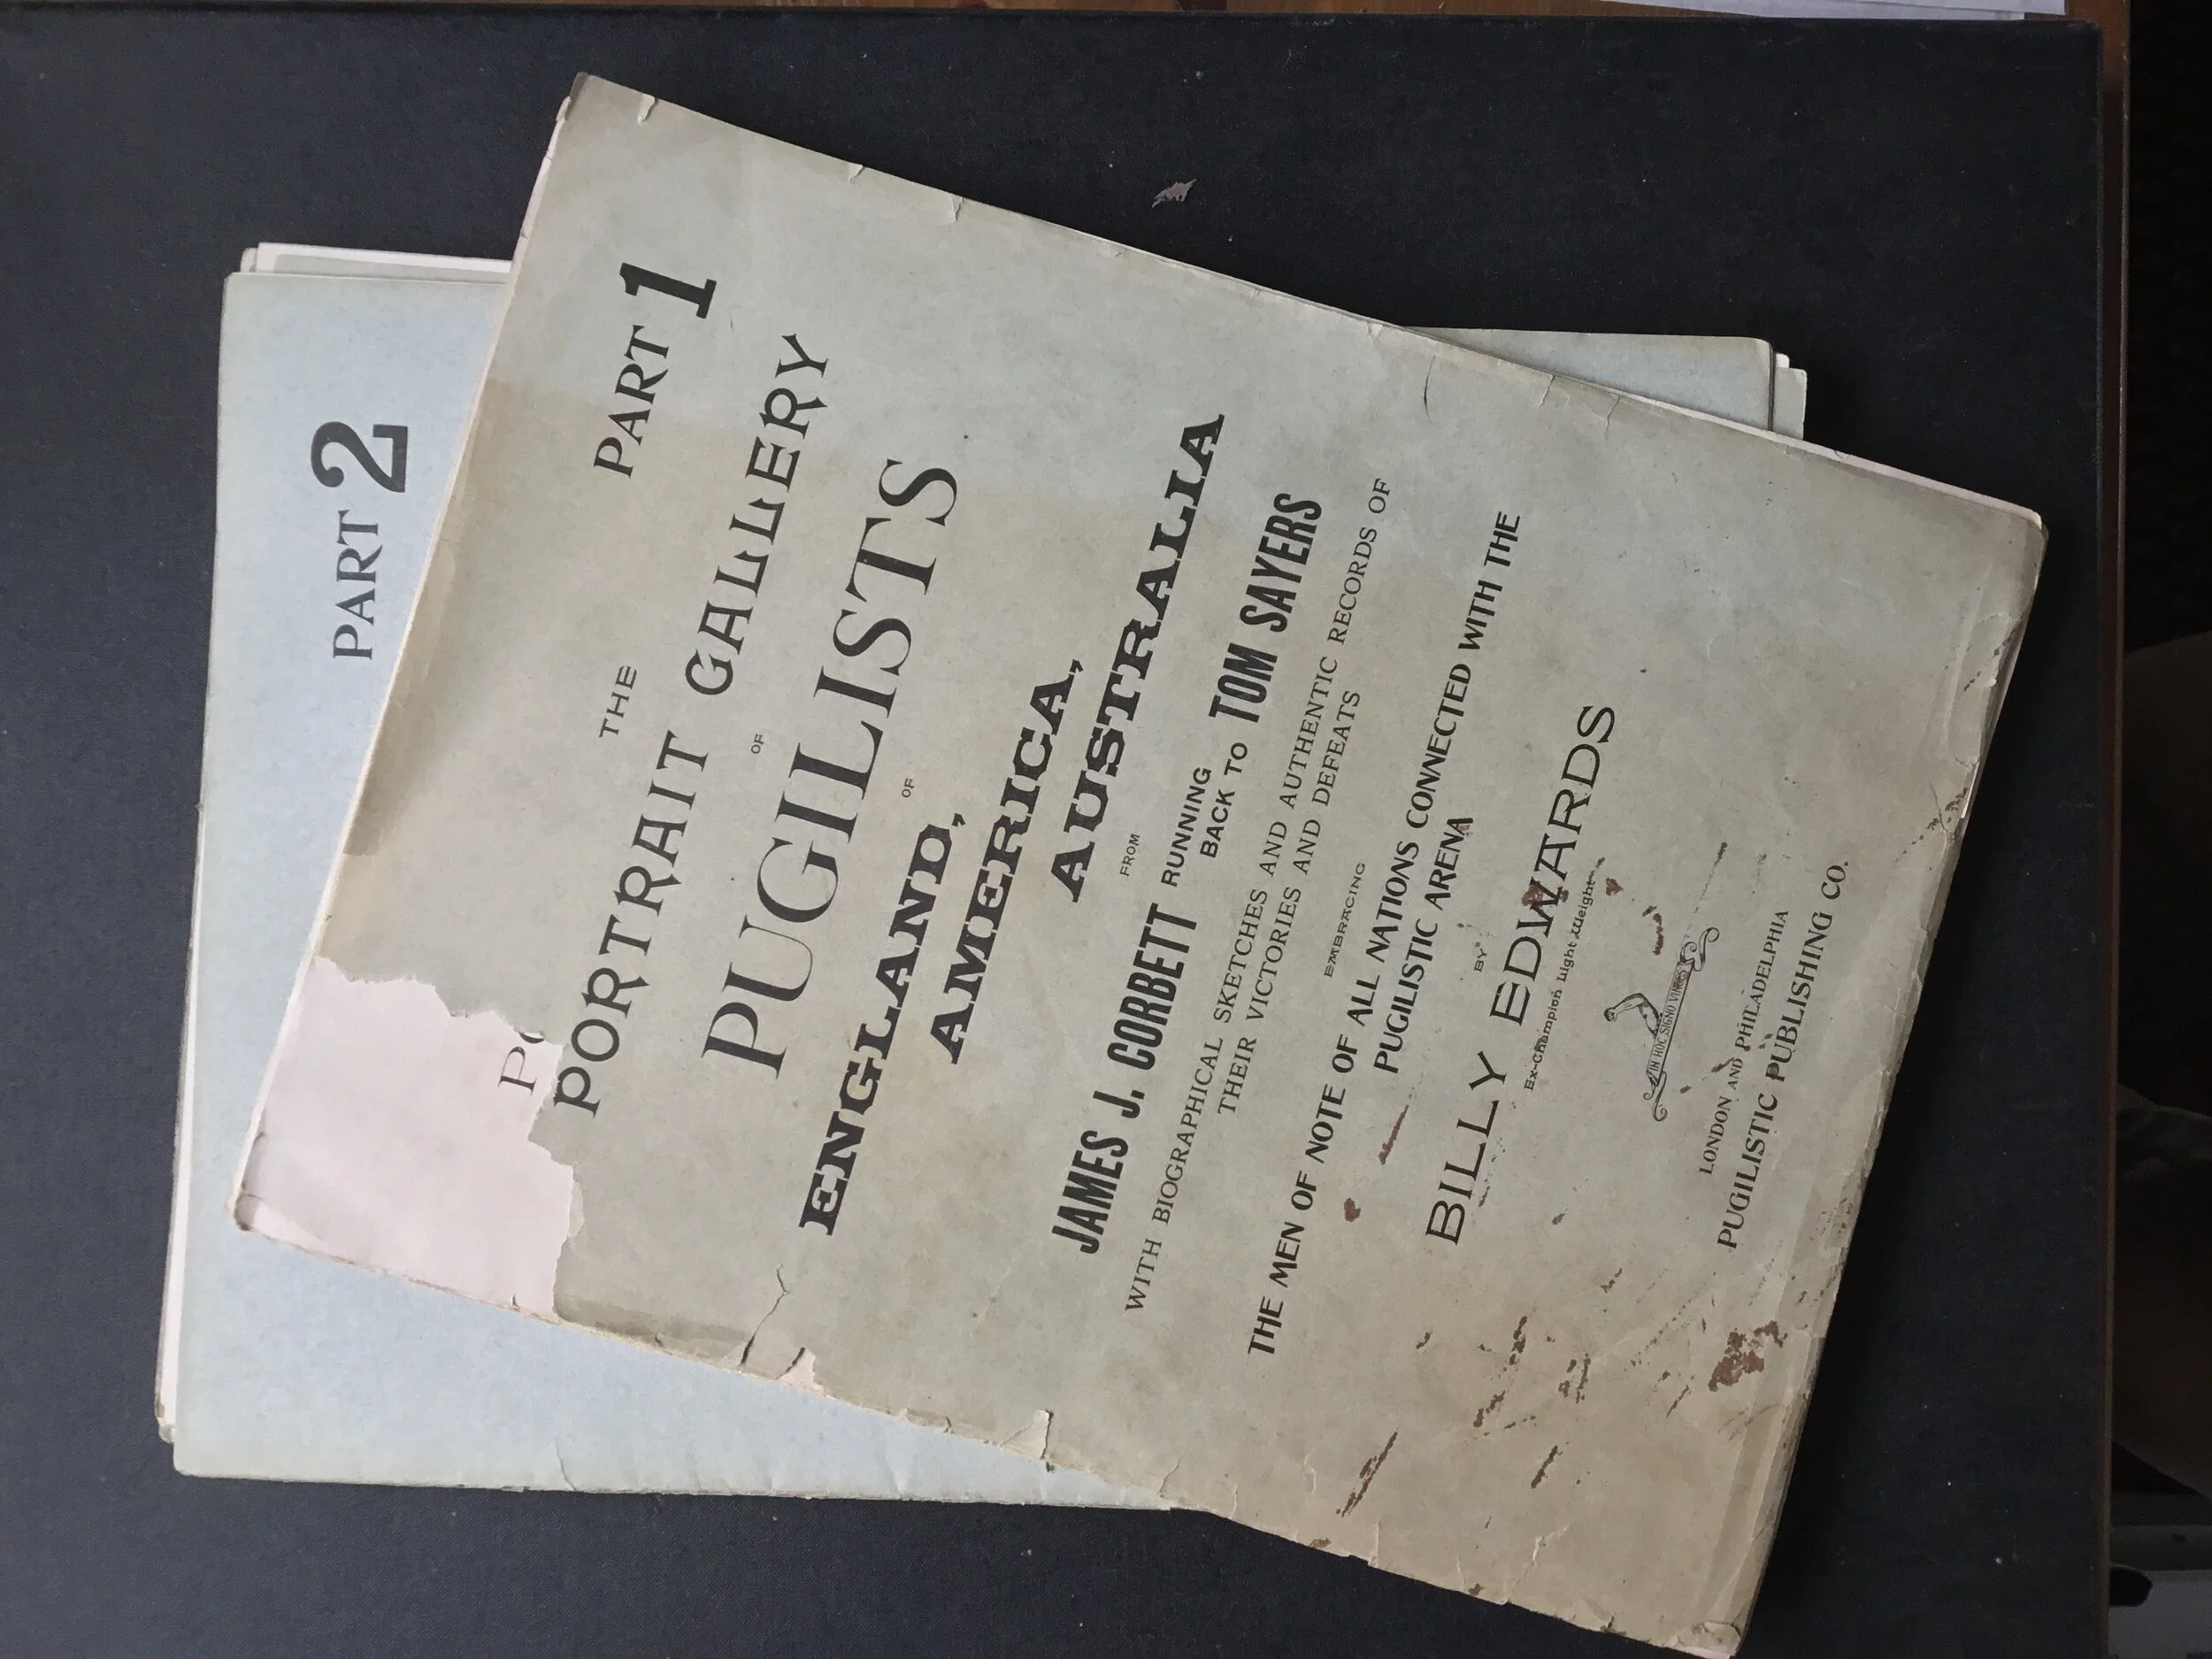 PART 1
THE
PORTRAIT GALLERY
OF
PUGILISTS
OF
ENGLAND,
AMERICA,
AUSTRALIA
FROM
JAMES J. CORBETT RUNNING
BACK TO TOM SAYERS
WITH BIOGRAPHICAL SKETCHES AND AUTHENTIC RECORDS OF
THEIR VICTORIES AND DEFEATS
EMBRACING
THE MEN OF NOTE OF ALL NATIONS CONNECTED WITH THE
PUGILISTIC ARENA
BY
BILLY EDWARDS
Ex-Champion Light Weight
IN HOC SIGNO VINCES
LONDON AND PHILADELPHIA
PUGILISTIC PUBLISHING CO.
PO
PART 2